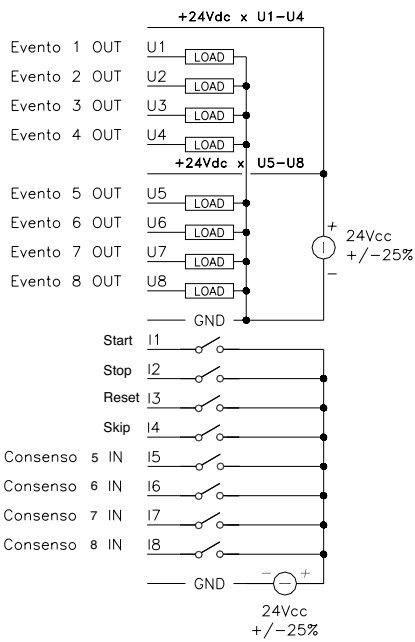 +24Vdc x U1-U4
Evento 1 OUT U1 LOAD
Evento 2 OUT U2 LOAD
Evento 3 OUT U3 LOAD
Evento 4 OUT U4 LOAD
+24Vdc x U5-U8
Evento 5 OUT U5 LOAD
Evento 6 OUT U6 LOAD
Evento 7 OUT U7 LOAD
Evento 8 OUT U8 LOAD
+
24Vcc
+/-25%
-
GND
Start I1
Stop I2
Reset I3
Skip I4
Consenso 5 IN I5
Consenso 6 IN I6
Consenso 7 IN I7
Consenso 8 IN I8
GND - +
24Vcc
+/-25%